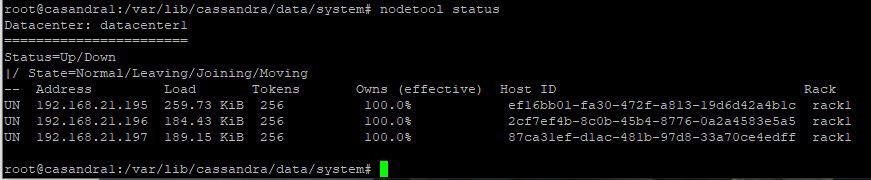 root@casandra1:/var/lib/cassandra/data/system# nodetool status
Datacenter: datacenter1
=======================
Status=Up/Down
|/ State=Normal/Leaving/Joining/Moving
-- Address Load Tokens Owns (effective) Host ID Rack
UN 192.168.21.195 259.73 KiB 256 100.0% ef16bb01-fa30-472f-a813-19d6d42a4b1c rack1
UN 192.168.21.196 184.43 KiB 256 100.0% 2cf7ef4b-8c0b-45b4-8776-0a2a4583e5a5 rack1
UN 192.168.21.197 189.15 KiB 256 100.0% 87ca31ef-d1ac-481b-97d8-33a70ce4edff rack1
root@casandra1:/var/lib/cassandra/data/system#